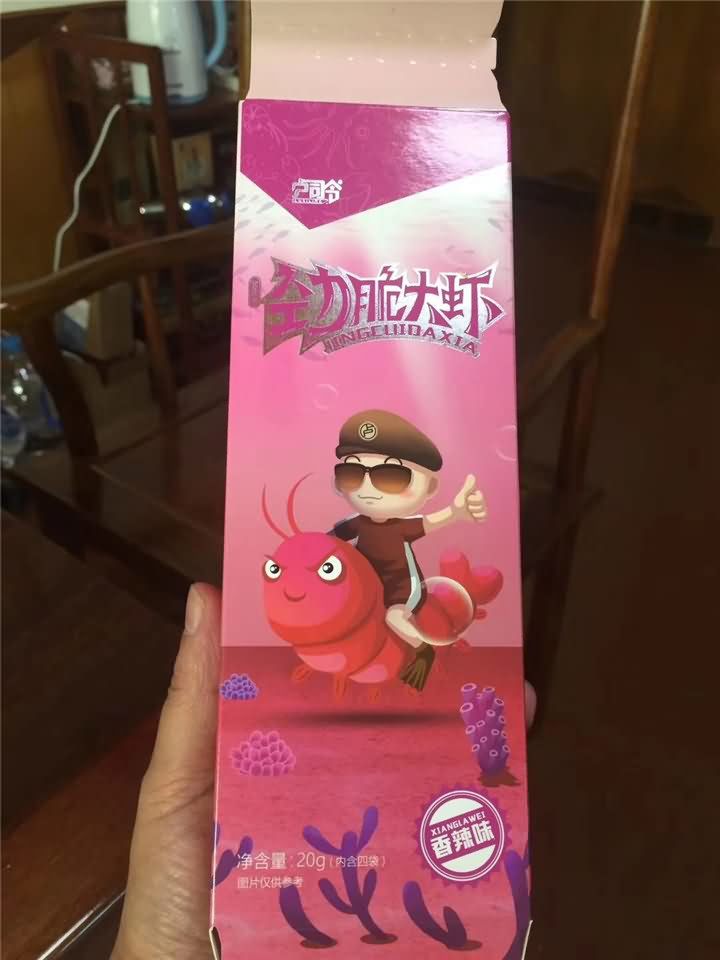 卢司令
劲脆大虾
JINGCUIDAXIA
卢
XIANGLAWEI
香辣味
净含量:20g(内含四袋)
图片仅供参考